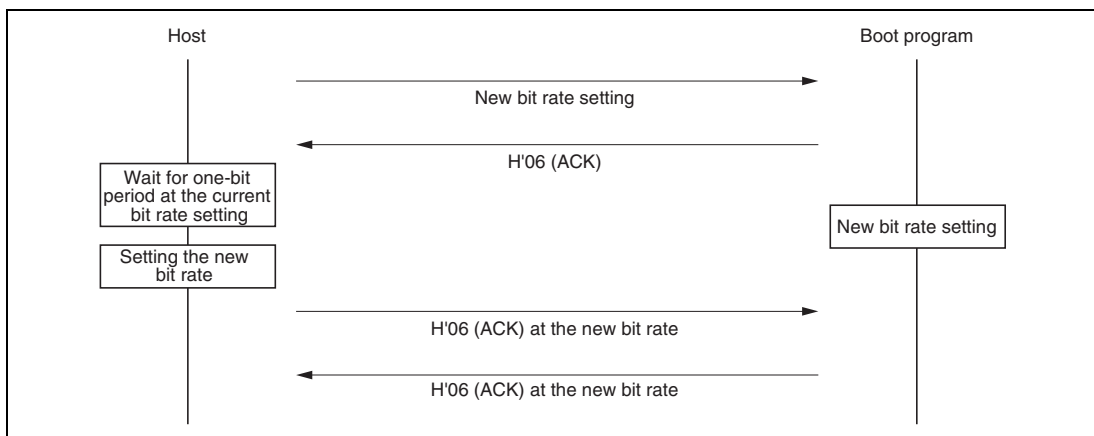 Host
Boot program
New bit rate setting
H'06 (ACK)
Wait for one-bit
period at the current
bit rate setting
New bit rate setting
Setting the new
bit rate
H'06 (ACK) at the new bit rate
H'06 (ACK) at the new bit rate